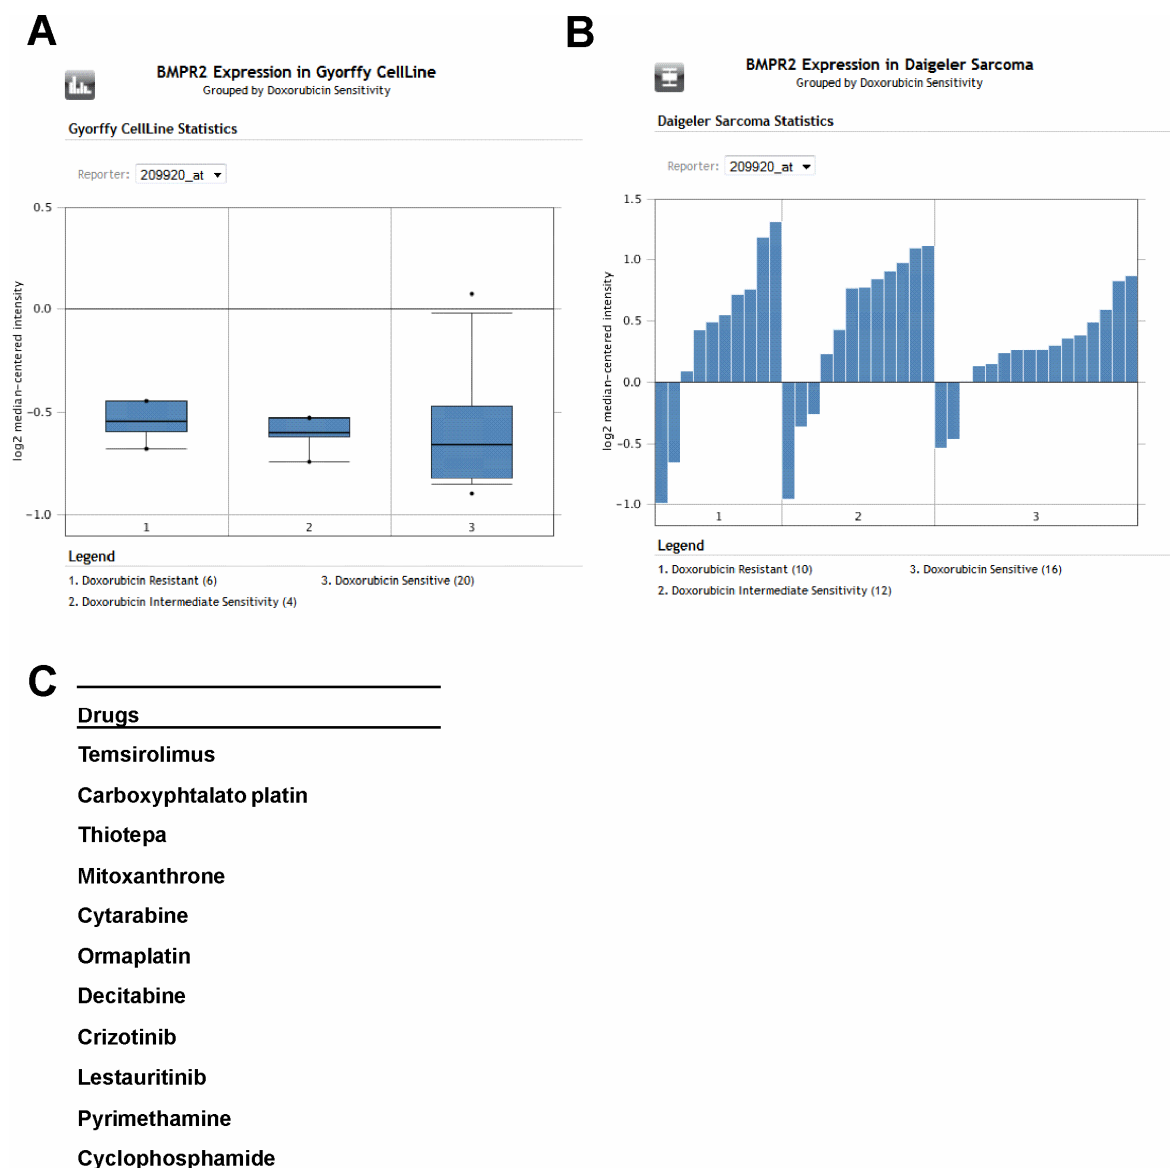 A
BMPR2 Expression in Gyorffy CellLine
Grouped by Doxorubicin Sensitivity
Gyorffy CellLine Statistics
Reporter: 209920_at
0.5
0.0
−0.5
−1.0
log2 median-centered intensity
1 2 3
Legend
1. Doxorubicin Resistant (6) 3. Doxorubicin Sensitive (20)
2. Doxorubicin Intermediate Sensitivity (4)
B
BMPR2 Expression in Daigeler Sarcoma
Grouped by Doxorubicin Sensitivity
Daigeler Sarcoma Statistics
Reporter: 209920_at
1.5
1.0
0.5
0.0
−0.5
−1.0
log2 median-centered intensity
1 2 3
Legend
1. Doxorubicin Resistant (10) 3. Doxorubicin Sensitive (16)
2. Doxorubicin Intermediate Sensitivity (12)
C
Drugs
Temsirolimus
Carboxyphtalato platin
Thiotepa
Mitoxanthrone
Cytarabine
Ormaplatin
Decitabine
Crizotinib
Lestauritinib
Pyrimethamine
Cyclophosphamide